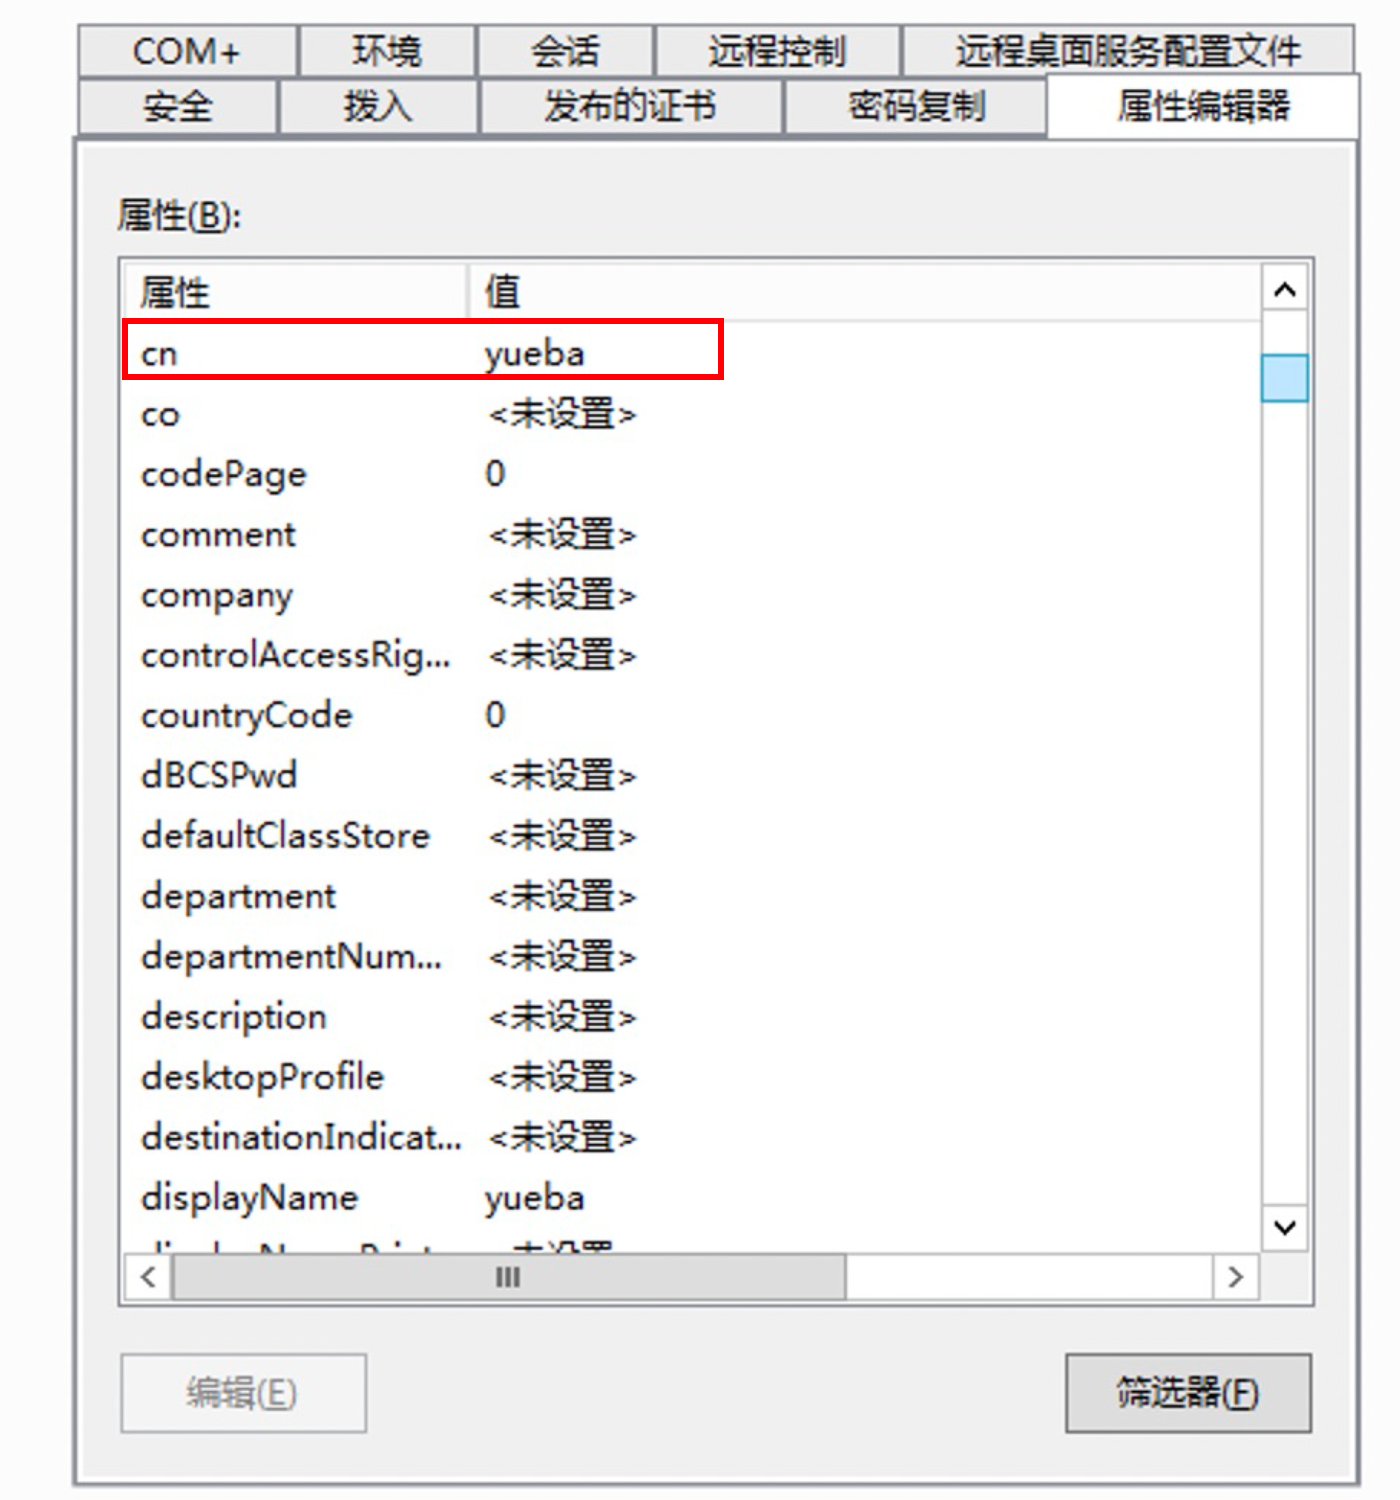 COM+ 环境 会话 远程控制 远程桌面服务配置文件
安全 拨入 发布的证书 密码复制 属性编辑器
属性(B):
属性 值
cn yueba
co <未设置>
codePage 0
comment <未设置>
company <未设置>
controlAccessRig... <未设置>
countryCode 0
dBCSPwd <未设置>
defaultClassStore <未设置>
department <未设置>
departmentNum... <未设置>
description <未设置>
desktopProfile <未设置>
destinationIndicat... <未设置>
displayName yueba
编辑(E) 筛选器(F)